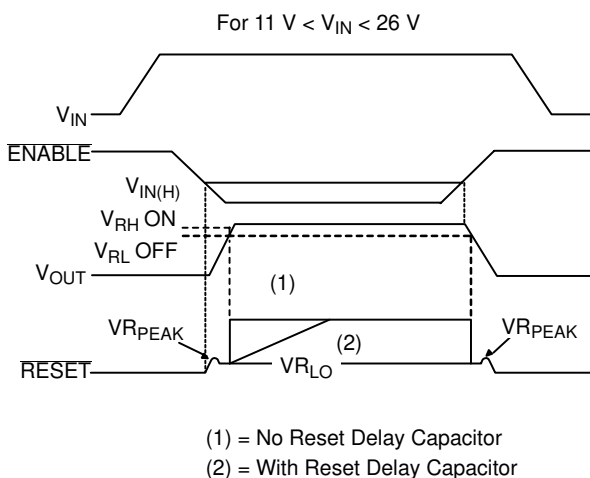 For 11 V < VIN < 26 V
VIN
ENABLE
VIN(H)
VRH ON
VRL OFF
VOUT
(1)
VRPEAK
(2)
VRPEAK
RESET
VRLO
(1) = No Reset Delay Capacitor
(2) = With Reset Delay Capacitor